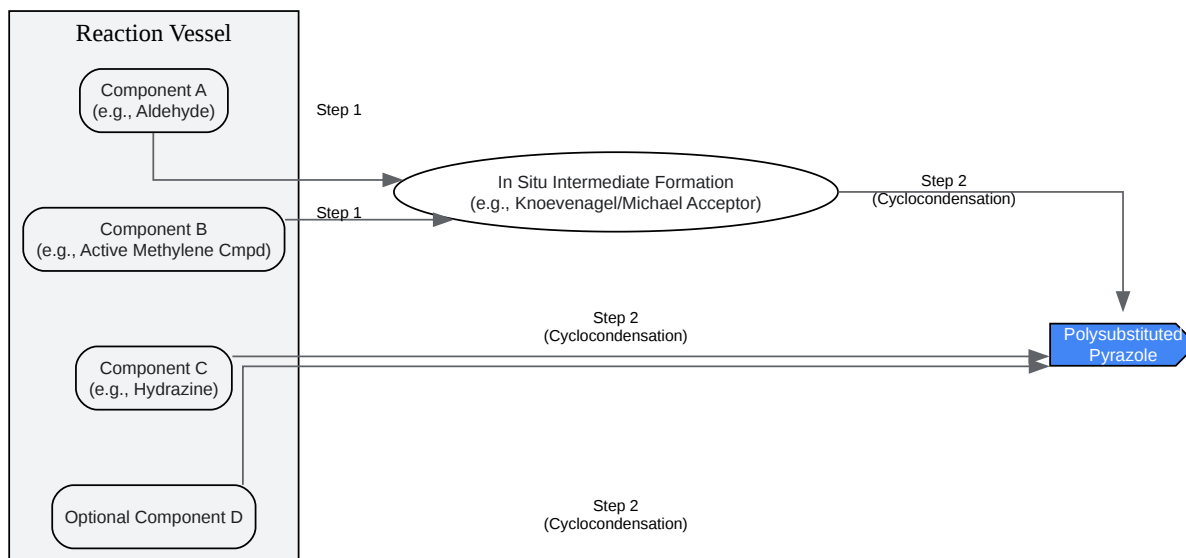 Reaction Vessel
Component A
(e.g., Aldehyde)
Step 1
In Situ Intermediate Formation
(e.g., Knoevenagel/Michael Acceptor)
Step 2
(Cyclocondensation)
Component B
(e.g., Active Methylene Cmpd)
Step 1
Step 2
(Cyclocondensation)
Polysubstituted
Pyrazole
Component C
(e.g., Hydrazine)
Optional Component D
Step 2
(Cyclocondensation)